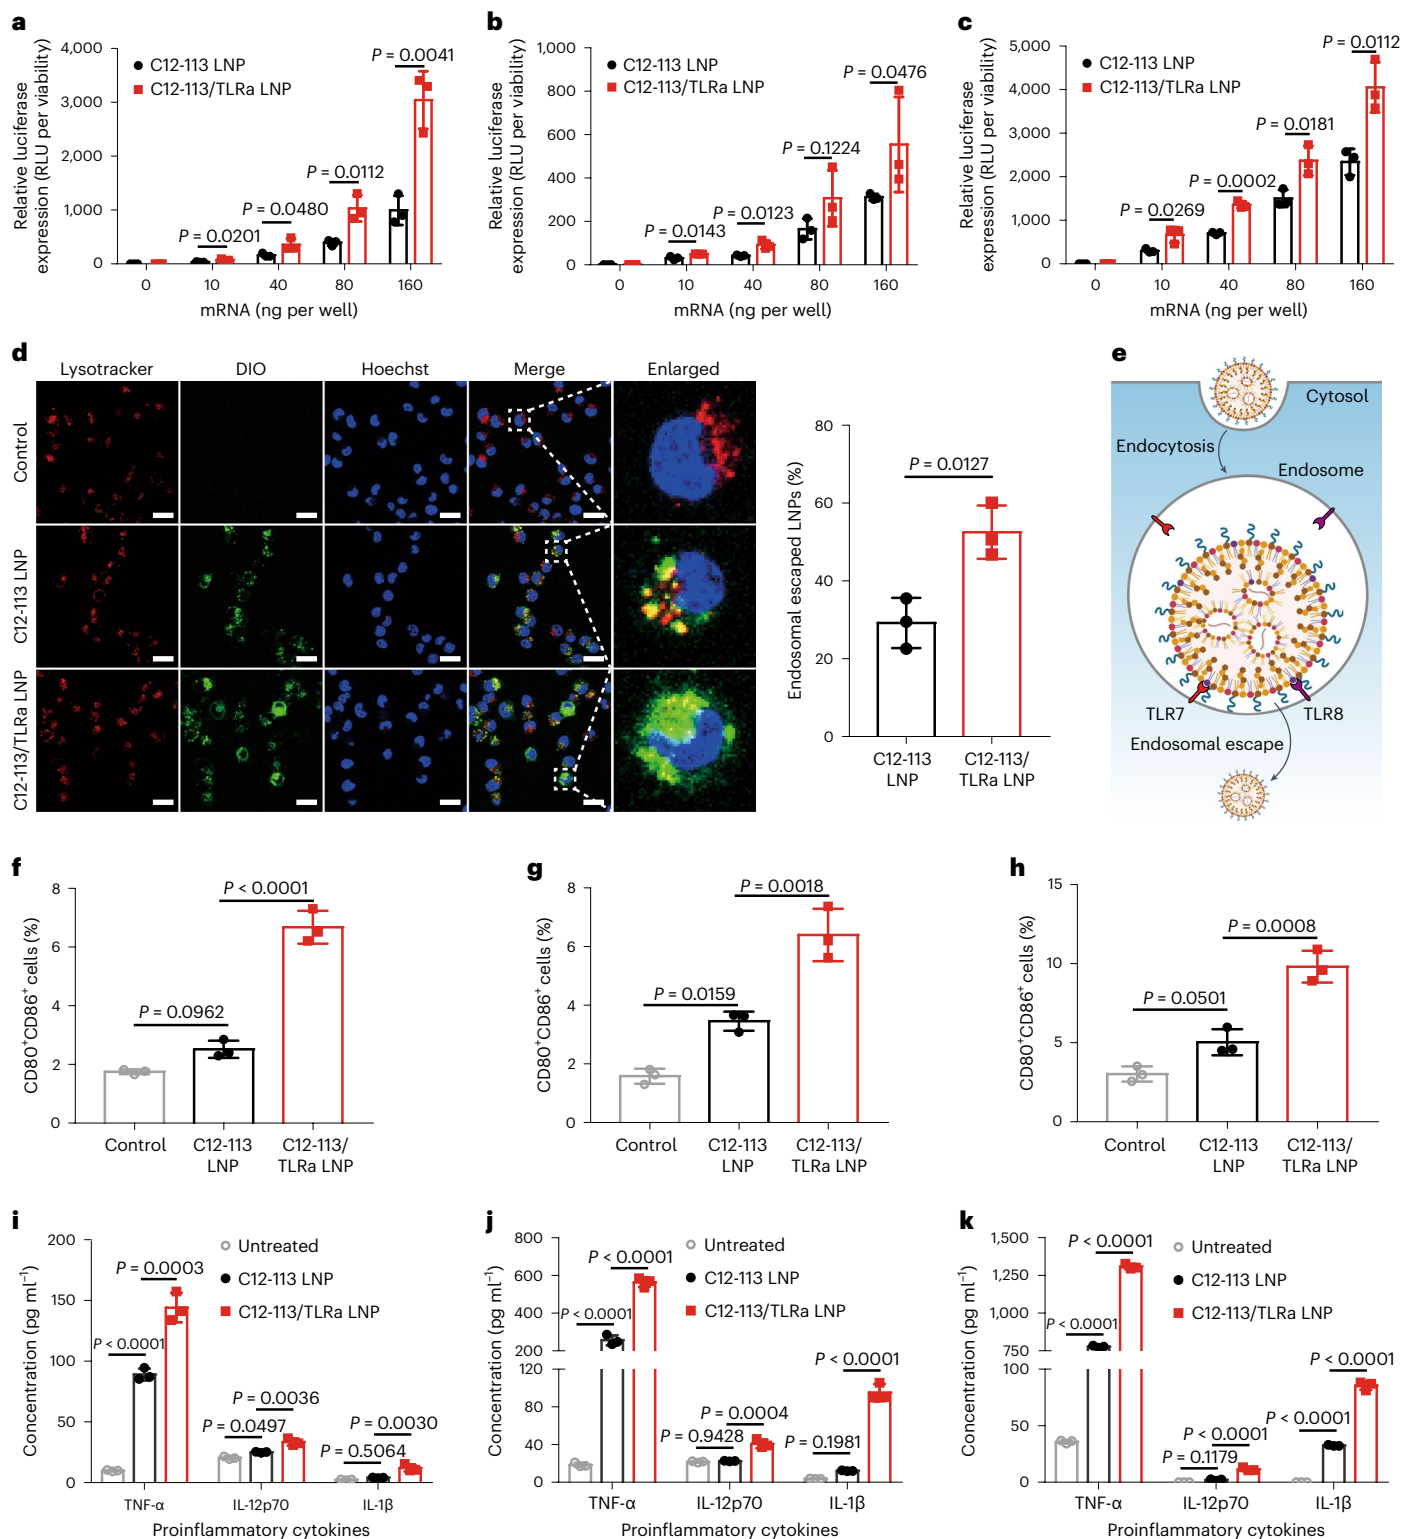 a
Relative luciferase
expression (RLU per viability)
4,000
3,000
2,000
1,000
0
C12-113 LNP
C12-113/TLRa LNP
P = 0.0201
P = 0.0480
P = 0.0112
P = 0.0041
0 10 40 80 160
mRNA (ng per well)
b
Relative luciferase
expression (RLU per viability)
1,000
800
600
400
200
0
C12-113 LNP
C12-113/TLRa LNP
P = 0.0143
P = 0.0123
P = 0.1224
P = 0.0476
0 10 40 80 160
mRNA (ng per well)
c
Relative luciferase
expression (RLU per viability)
5,000
4,000
3,000
2,000
1,000
0
C12-113 LNP
C12-113/TLRa LNP
P = 0.0269
P = 0.0002
P = 0.0181
P = 0.0112
0 10 40 80 160
mRNA (ng per well)
d
Lysotracker DIO Hoechst Merge Enlarged
Control
C12-113 LNP
C12-113/TLRa LNP
Endosomal escaped LNPs (%)
80
60
40
20
0
P = 0.0127
C12-113
LNP
C12-113/
TLRa LNP
e
Cytosol
Endocytosis
Endosome
TLR7
TLR8
Endosomal escape
f
CD80+CD86+ cells (%)
8
6
4
2
0
P = 0.0962
P < 0.0001
Control
C12-113
LNP
C12-113/
TLRa LNP
g
CD80+CD86+ cells (%)
8
6
4
2
0
P = 0.0159
P = 0.0018
Control
C12-113
LNP
C12-113/
TLRa LNP
h
CD80+CD86+ cells (%)
15
10
5
0
P = 0.0501
P = 0.0008
Control
C12-113
LNP
C12-113/
TLRa LNP
i
Concentration (pg ml−1)
200
150
100
50
0
Untreated
C12-113 LNP
C12-113/TLRa LNP
P < 0.0001
P = 0.0003
P = 0.0497
P = 0.0036
P = 0.5064
P = 0.0030
TNF-α IL-12p70 IL-1β
Proinflammatory cytokines
j
Concentration (pg ml−1)
800
600
400
200
120
80
40
0
Untreated
C12-113 LNP
C12-113/TLRa LNP
P < 0.0001
P < 0.0001
P = 0.9428
P = 0.0004
P = 0.1981
P < 0.0001
TNF-α IL-12p70 IL-1β
Proinflammatory cytokines
k
Concentration (pg ml−1)
1,500
1,250
1,000
750
100
50
0
Untreated
C12-113 LNP
C12-113/TLRa LNP
P < 0.0001
P < 0.0001
P = 0.1179
P < 0.0001
P < 0.0001
P < 0.0001
TNF-α IL-12p70 IL-1β
Proinflammatory cytokines